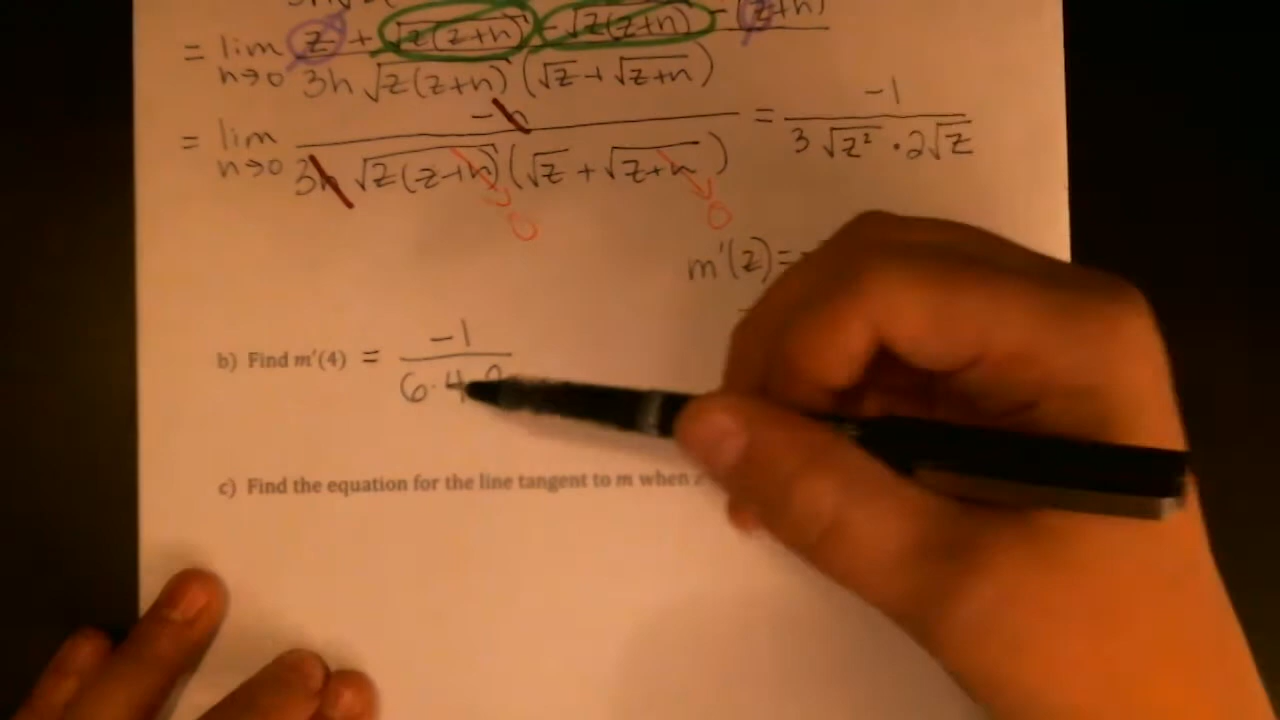 = lim z + √z(z+h) - √z(z+h) - (z+h)
h→0 3h √z(z+h) (√z + √z+h)
= lim -h = -1
h→0 3h √z(z+h) (√z + √z+h) 3 √z² · 2√z
0 0
m'(z) =
b) Find m'(4) = -1
6·4
c) Find the equation for the line tangent to m when z